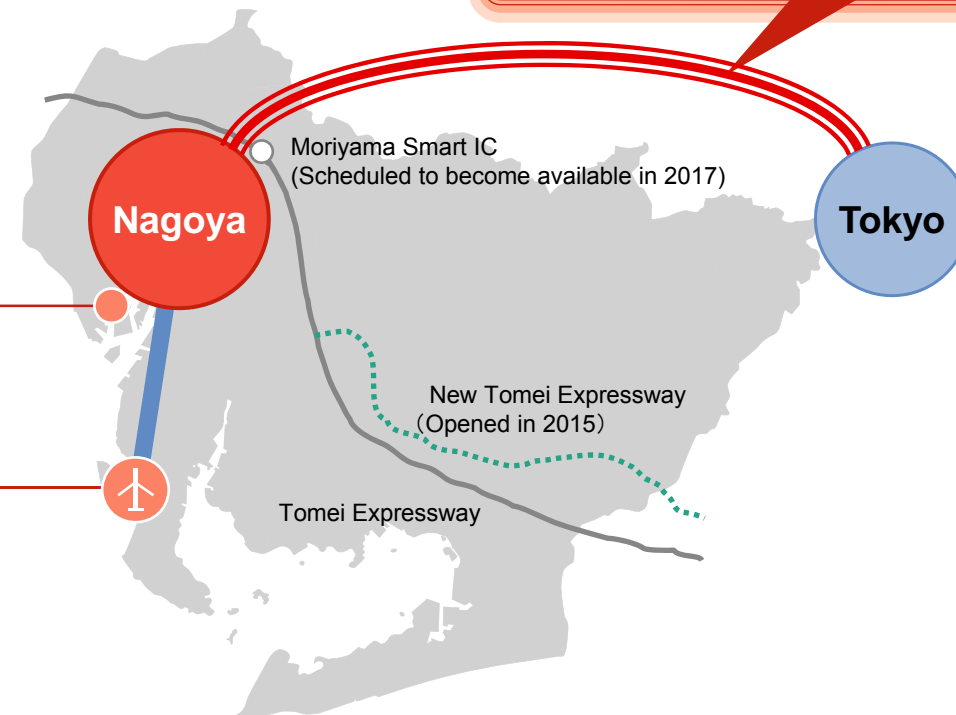 Moriyama Smart IC
(Scheduled to become available in 2017)
Nagoya
Tokyo
New Tomei Expressway
（Opened in 2015）
Tomei Expressway